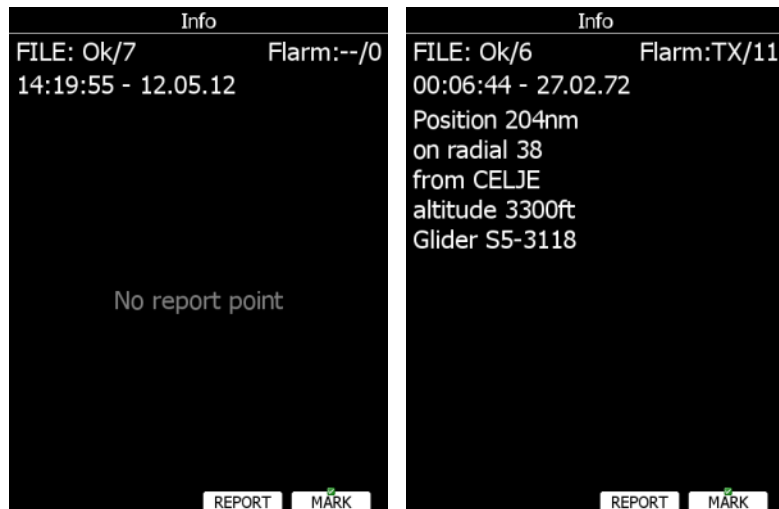 Info
FILE: Ok/7 Flarm:--/0
14:19:55 - 12.05.12
No report point
REPORT MARK
Info
FILE: Ok/6 Flarm:TX/11
00:06:44 - 27.02.72
Position 204nm
on radial 38
from CELJE
altitude 3300ft
Glider S5-3118
REPORT MARK